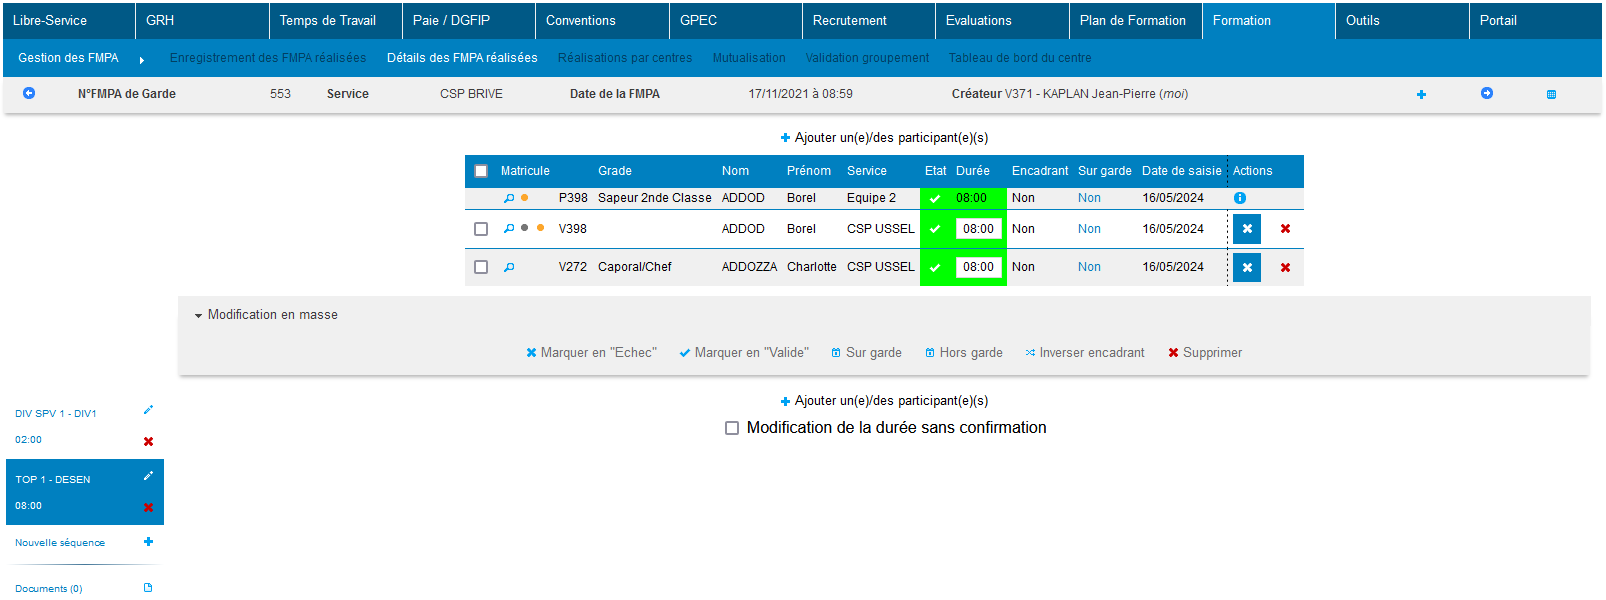 Libre-Service GRH Temps de Travail Paie / DGFIP Conventions GPEC Recrutement Evaluations Plan de Formation Formation Outils Portail
Gestion des FMPA Enregistrement des FMPA réalisées Détails des FMPA réalisées Réalisations par centres Mutualisation Validation groupement Tableau de bord du centre
N°FMPA de Garde 553 Service CSP BRIVE Date de la FMPA 17/11/2021 à 08:59 Créateur V371 - KAPLAN Jean-Pierre (moi)
Ajouter un(e)/des participant(e)(s)
Matricule Grade Nom Prénom Service Etat Durée Encadrant Sur garde Date de saisie Actions
P398 Sapeur 2nde Classe ADDOD Borel Equipe 2 08:00 Non Non 16/05/2024
V398 ADDOD Borel CSP USSEL 08:00 Non Non 16/05/2024
V272 Caporal/Chef ADDOZZA Charlotte CSP USSEL 08:00 Non Non 16/05/2024
Modification en masse
Marquer en "Echec" Marquer en "Valide" Sur garde Hors garde Inverser encadrant Supprimer
Ajouter un(e)/des participant(e)(s)
Modification de la durée sans confirmation
DIV SPV 1 - DIV1
02:00
TOP 1 - DESEN
08:00
Nouvelle séquence
Documents (0)